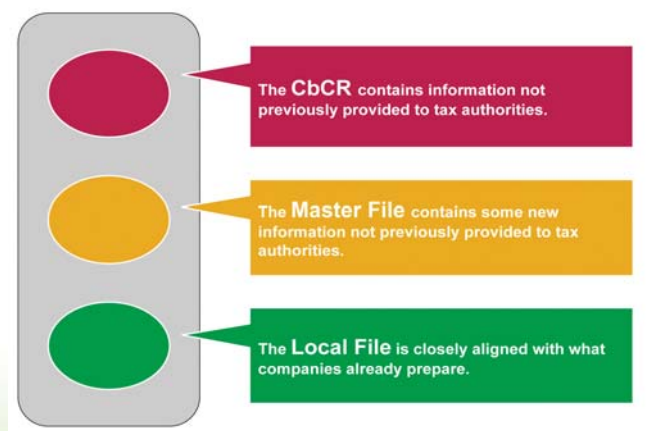 The CbCR contains information not
previously provided to tax authorities.
The Master File contains some new
information not previously provided to tax
authorities.
The Local File is closely aligned with what
companies already prepare.